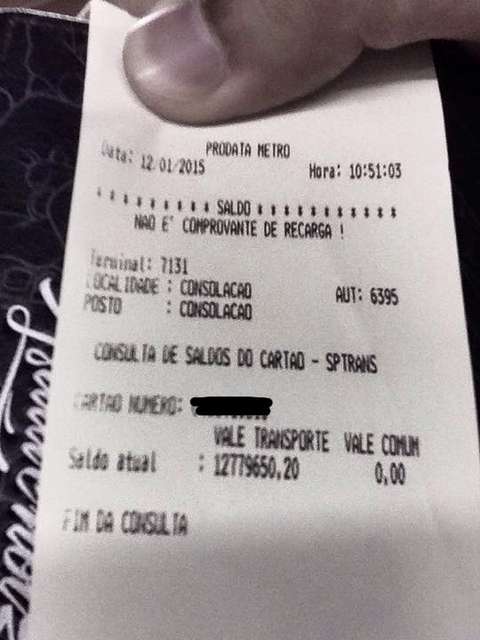 PRODATA METRO
Data: 12/01/2015 Hora: 10:51:03
* * * * * * * * * SALDO * * * * * * * * * * *
NAO E' COMPROVANTE DE RECARGA !
Terminal: 7131
LOCALIDADE : CONSOLACAO AUT: 6395
POSTO : CONSOLACAO
CONSULTA DE SALDOS DO CARTAO - SPTRANS
CARTAO NUMERO:
VALE TRANSPORTE VALE COMUM
Saldo atual : 12779650,20 0,00
FIM DA CONSULTA